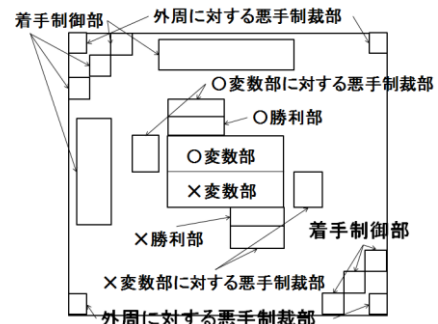 着手制御部
外周に対する悪手制裁部
〇変数部に対する悪手制裁部
〇勝利部
〇変数部
×変数部
×勝利部
着手制御部
×変数部に対する悪手制裁部
外周に対する悪手制裁部